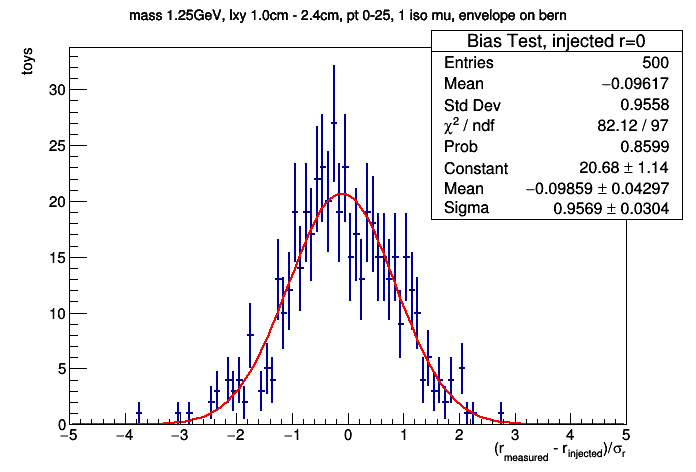 mass 1.25GeV, lxy 1.0cm - 2.4cm, pt 0-25, 1 iso mu, envelope on bern
toys
Bias Test, injected r=0
Entries 500
Mean −0.09617
Std Dev 0.9558
χ² / ndf 82.12 / 97
Prob 0.8599
Constant 20.68 ± 1.14
Mean −0.09859 ± 0.04297
Sigma 0.9569 ± 0.0304
30
25
20
15
10
5
0
−5 −4 −3 −2 −1 0 1 2 3 4 5
(r_measured - r_injected)/σ_r